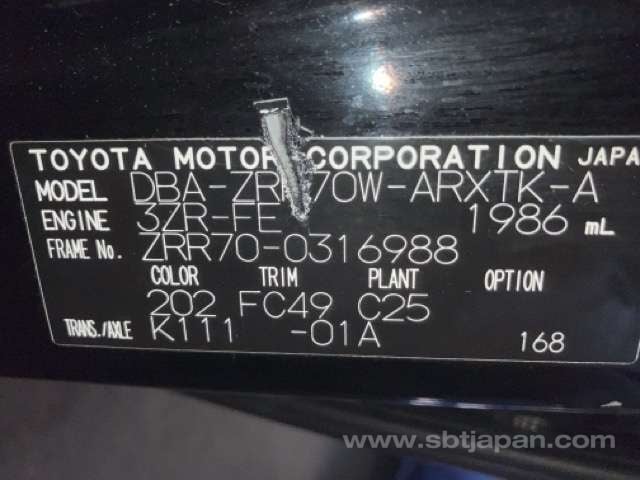 TOYOTA MOTOR CORPORATION JAPA
MODEL DBA-ZRR70W-ARXTK-A
ENGINE 3ZR-FE 1986 mL
FRAME No. ZRR70-0316988
COLOR TRIM PLANT OPTION
202 FC49 C25
TRANS./AXLE K111 -01A 168
www.sbtjapan.com